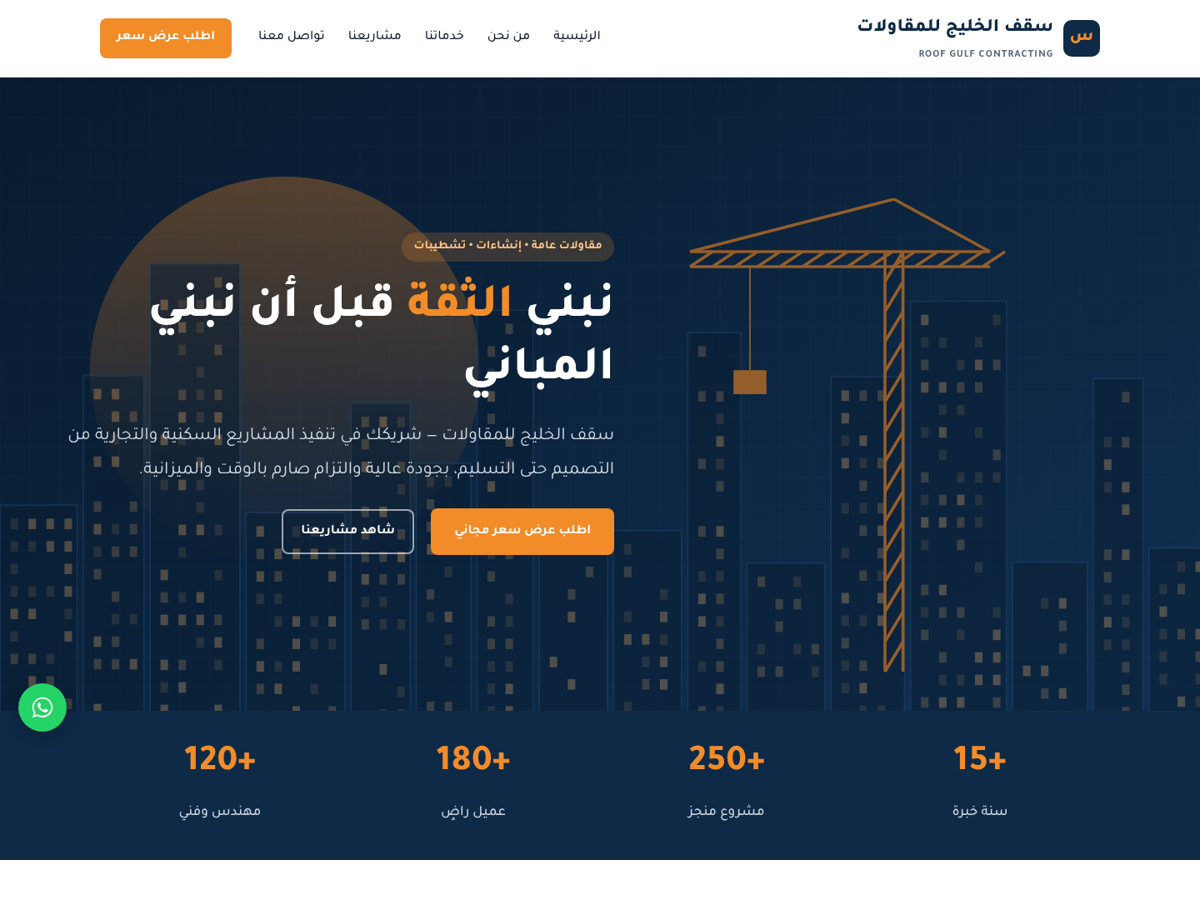 س
سقف الخليج للمقاولات
ROOF GULF CONTRACTING
الرئيسية
من نحن
خدماتنا
مشاريعنا
تواصل معنا
اطلب عرض سعر
مقاولات عامة • إنشاءات • تشطيبات
نبني الثقة قبل أن نبني
المباني
سقف الخليج للمقاولات – شريكك في تنفيذ المشاريع السكنية والتجارية من
التصميم حتى التسليم، بجودة عالية والتزام صارم بالوقت والميزانية.
اطلب عرض سعر مجاني
شاهد مشاريعنا
15+
سنة خبرة
250+
مشروع منجز
180+
عميل راضٍ
120+
مهندس وفني